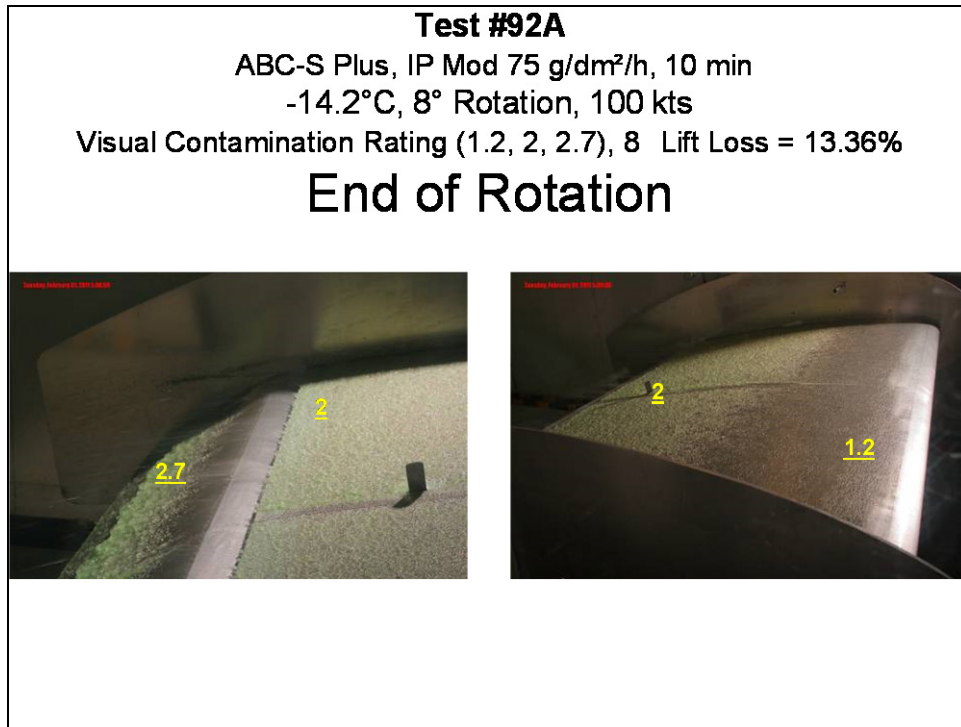 Test #92A
ABC-S Plus, IP Mod 75 g/dm²/h, 10 min
-14.2°C, 8° Rotation, 100 kts
Visual Contamination Rating (1.2, 2, 2.7), 8 Lift Loss = 13.36%
End of Rotation
2
2.7
2
1.2